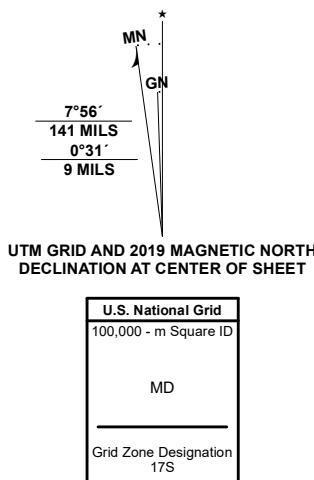 ★
MN
GN
7°56´
141 MILS
0°31´
9 MILS
UTM GRID AND 2019 MAGNETIC NORTH
DECLINATION AT CENTER OF SHEET
U.S. National Grid
100,000 - m Square ID
MD
Grid Zone Designation
17S